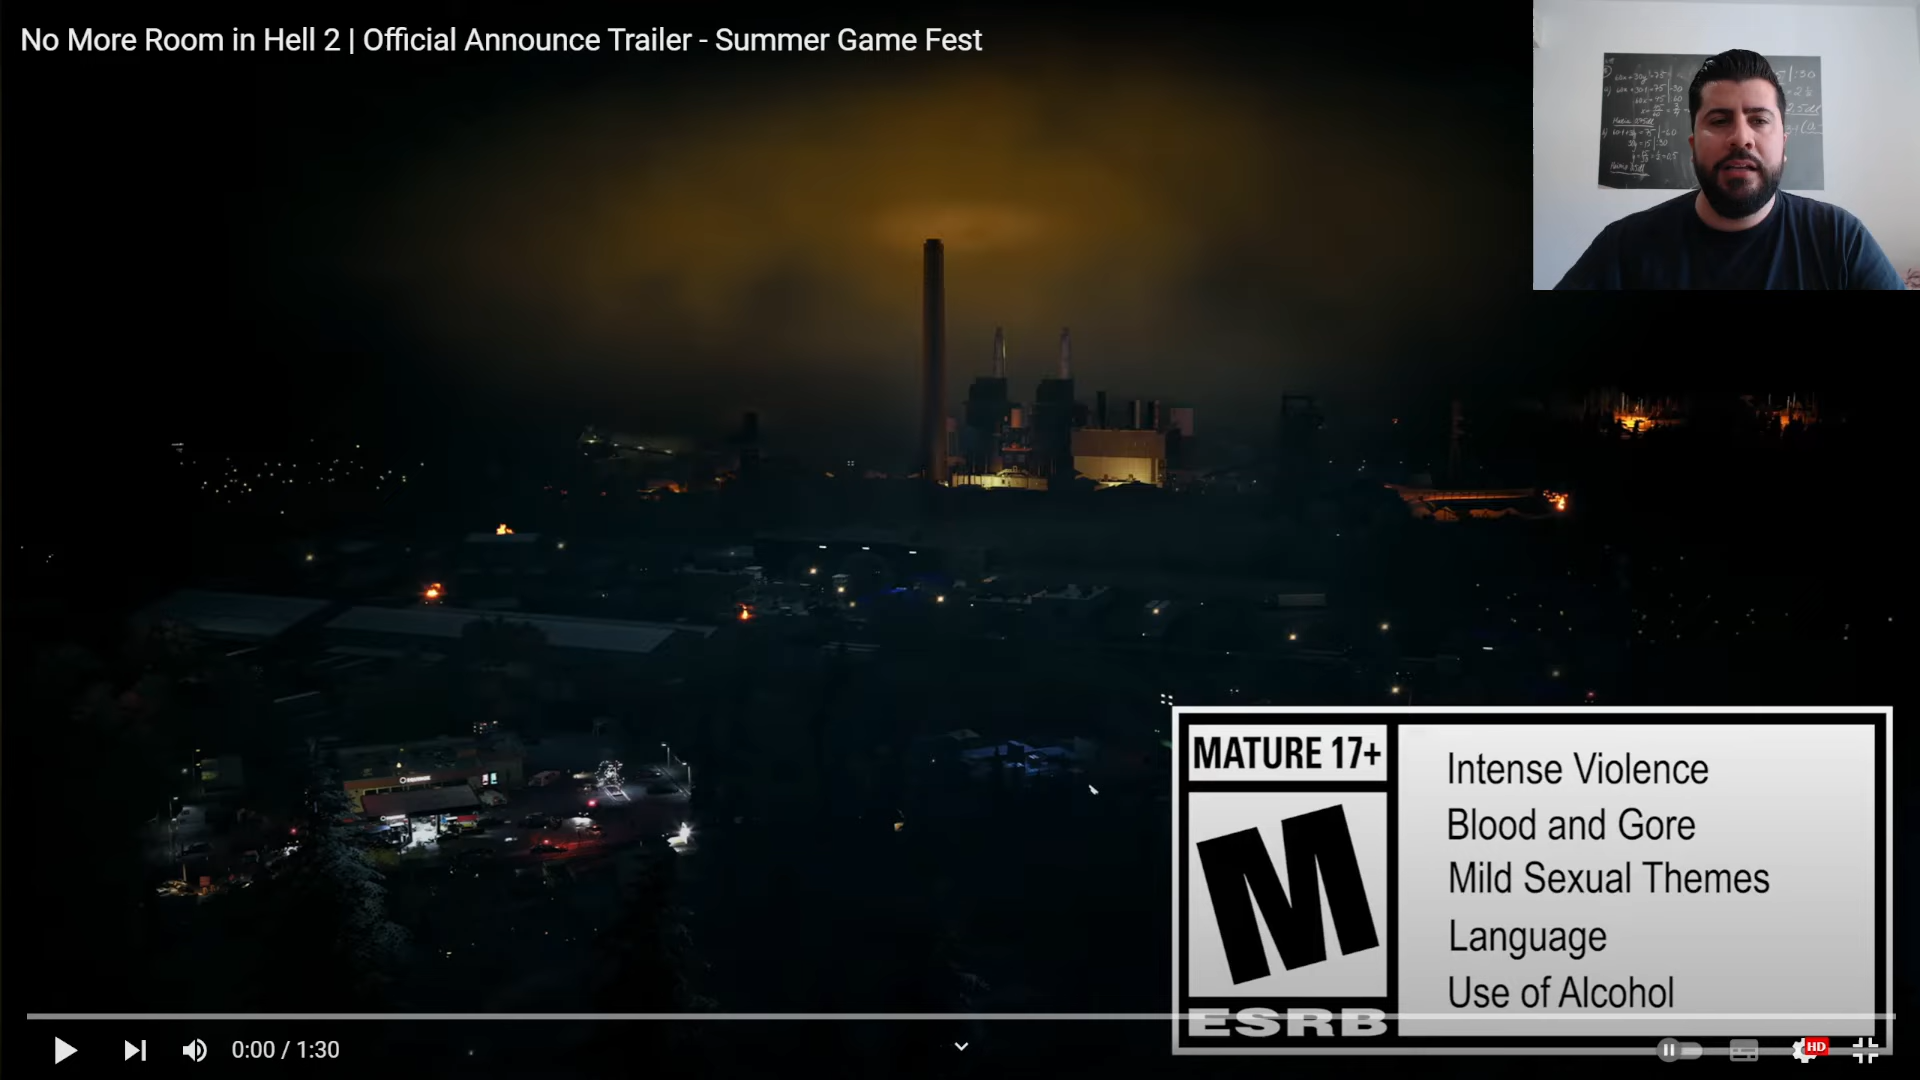 No More Room in Hell 2 | Official Announce Trailer - Summer Game Fest
MATURE 17+
M
ESRB
Intense Violence
Blood and Gore
Mild Sexual Themes
Language
Use of Alcohol
0:00 / 1:30
HD